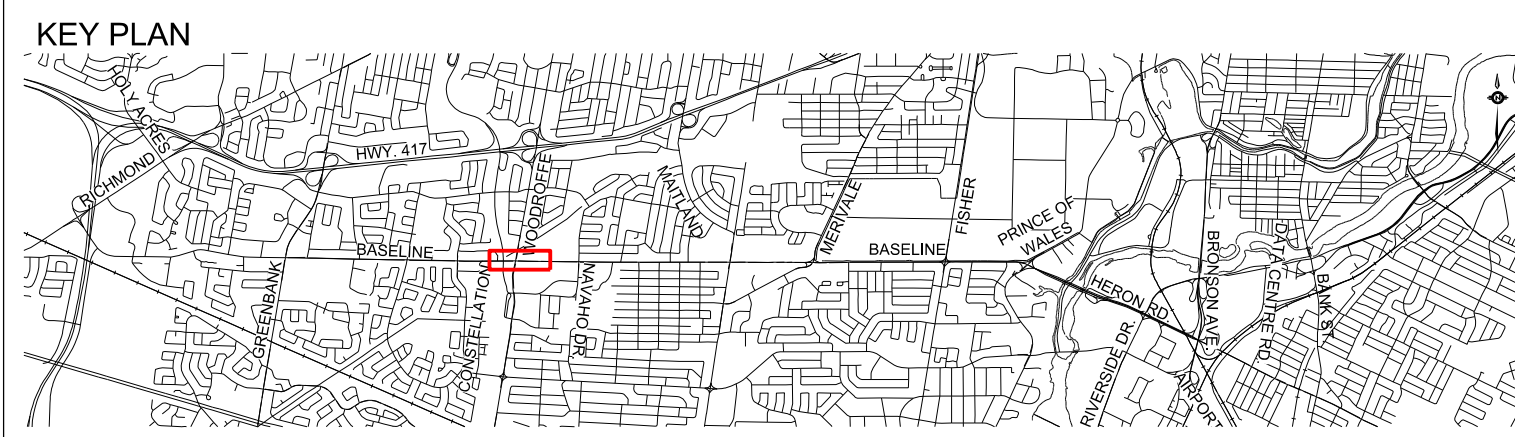 KEY PLAN
HOLY ACRES
RICHMOND
HWY. 417
WOODROFFE
MAITLAND
MERIVALE
FISHER
PRINCE OF
WALES
BASELINE
BASELINE
GREENBANK
CONSTELLATION
NAVAHO DR.
HERON RD.
RIVERSIDE DR.
AIRPORT
BRONSON AVE.
DATA CENTRE RD.
BANK ST.
N